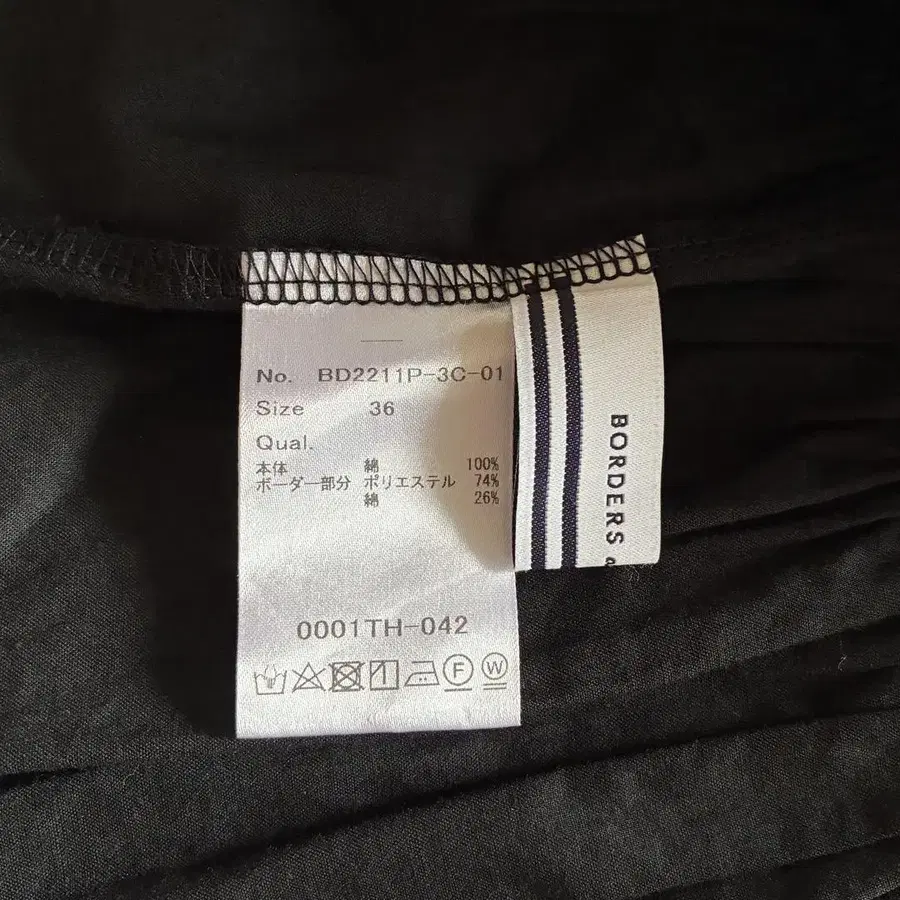 No. BD2211P-3C-01
Size 36
Qual.
本体 綿 100%
ボーダー部分 ポリエステル 74%
綿 26%
0001TH-042
F W
BORDERS